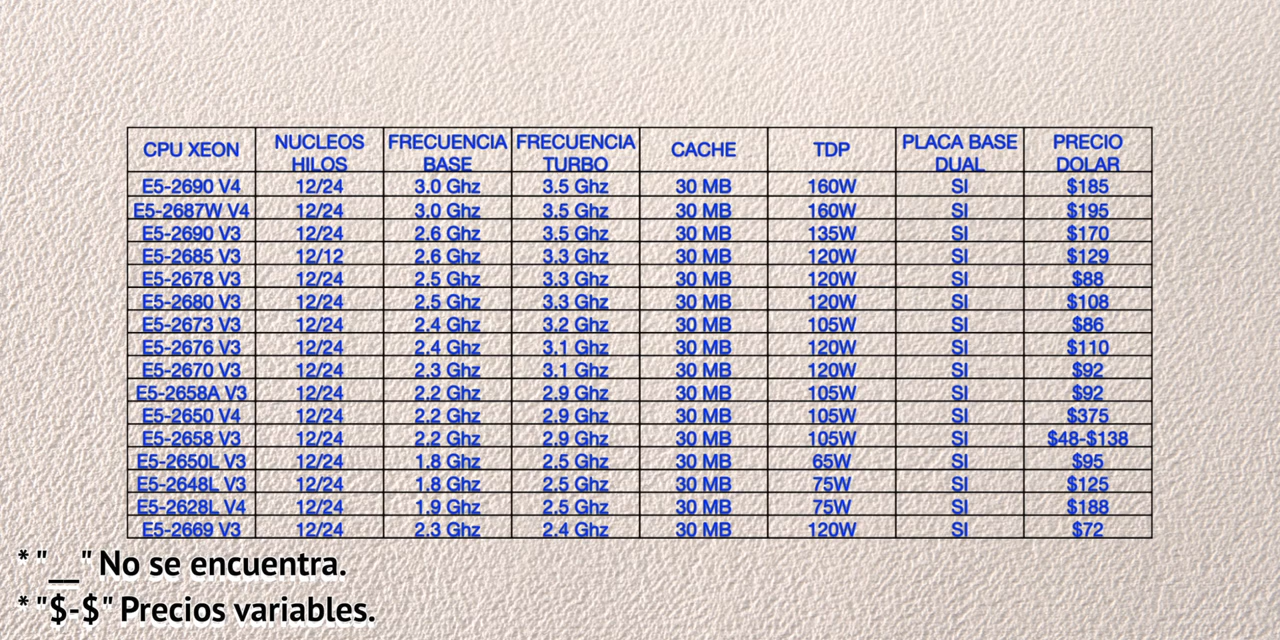 CPU XEON NUCLEOS HILOS FRECUENCIA BASE FRECUENCIA TURBO CACHE TDP PLACA BASE DUAL PRECIO DOLAR
E5-2690 V4 12/24 3.0 Ghz 3.5 Ghz 30 MB 160W SI $185
E5-2687W V4 12/24 3.0 Ghz 3.5 Ghz 30 MB 160W SI $195
E5-2690 V3 12/24 2.6 Ghz 3.5 Ghz 30 MB 135W SI $170
E5-2685 V3 12/12 2.6 Ghz 3.3 Ghz 30 MB 120W SI $129
E5-2678 V3 12/24 2.5 Ghz 3.3 Ghz 30 MB 120W SI $88
E5-2680 V3 12/24 2.5 Ghz 3.3 Ghz 30 MB 120W SI $108
E5-2673 V3 12/24 2.4 Ghz 3.2 Ghz 30 MB 105W SI $86
E5-2676 V3 12/24 2.4 Ghz 3.1 Ghz 30 MB 120W SI $110
E5-2670 V3 12/24 2.3 Ghz 3.1 Ghz 30 MB 120W SI $92
E5-2658A V3 12/24 2.2 Ghz 2.9 Ghz 30 MB 105W SI $92
E5-2650 V4 12/24 2.2 Ghz 2.9 Ghz 30 MB 105W SI $375
E5-2658 V3 12/24 2.2 Ghz 2.9 Ghz 30 MB 105W SI $48-$138
E5-2650L V3 12/24 1.8 Ghz 2.5 Ghz 30 MB 65W SI $95
E5-2648L V3 12/24 1.8 Ghz 2.5 Ghz 30 MB 75W SI $125
E5-2628L V4 12/24 1.9 Ghz 2.5 Ghz 30 MB 75W SI $188
E5-2669 V3 12/24 2.3 Ghz 2.4 Ghz 30 MB 120W SI $72
* "__" No se encuentra.
* "$-$" Precios variables.